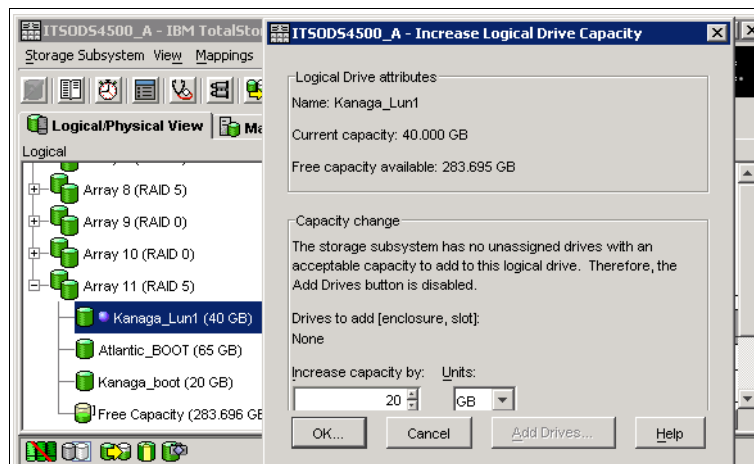 ITSODS4500_A - IBM TotalSto
Storage Subsystem View Mappings
Logical/Physical View
Ma
Logical
Array 8 (RAID 5)
Array 9 (RAID 0)
Array 10 (RAID 0)
Array 11 (RAID 5)
Kanaga_Lun1 (40 GB)
Atlantic_BOOT (65 GB)
Kanaga_boot (20 GB)
Free Capacity (283.696 GE
ITSODS4500_A - Increase Logical Drive Capacity
Logical Drive attributes
Name: Kanaga_Lun1
Current capacity: 40.000 GB
Free capacity available: 283.695 GB
Capacity change
The storage subsystem has no unassigned drives with an
acceptable capacity to add to this logical drive. Therefore, the
Add Drives button is disabled.
Drives to add [enclosure, slot]:
None
Increase capacity by: Units:
20 GB
OK... Cancel Add Drives... Help